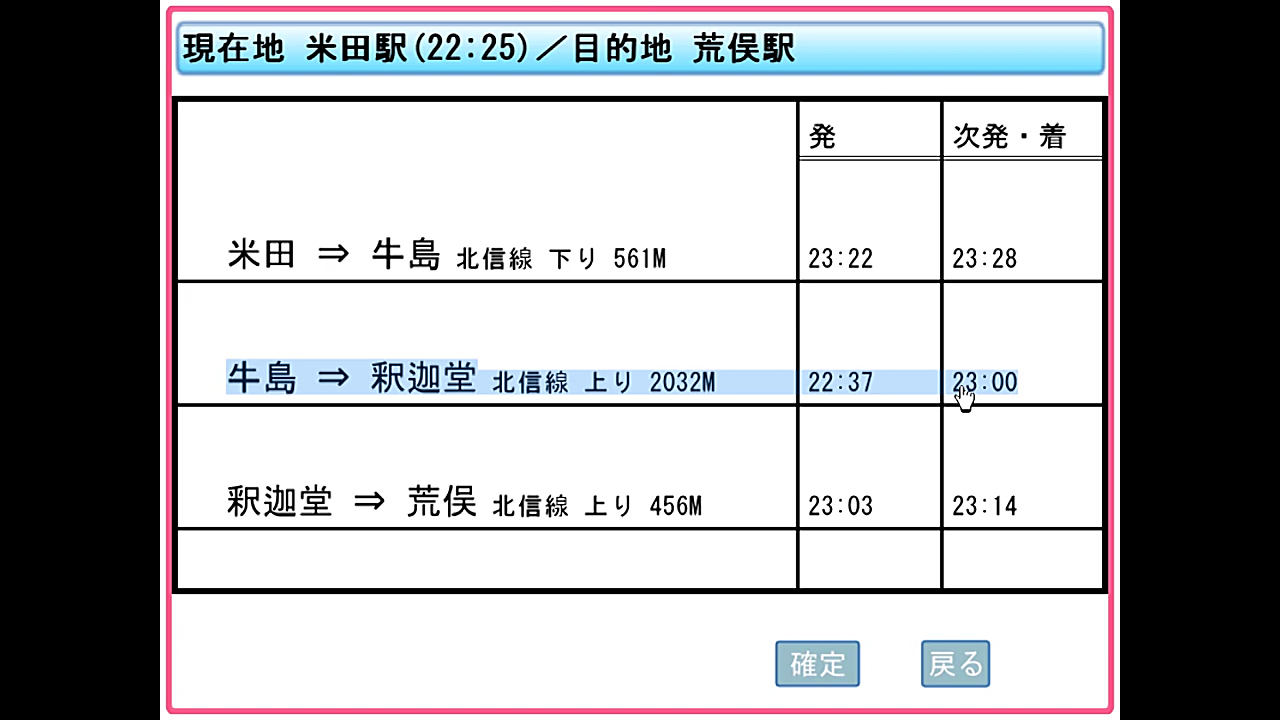 現在地 米田駅(22:25)／目的地 荒俣駅
発 次発・着
米田 ⇒ 牛島 北信線 下り 561M 23:22 23:28
牛島 ⇒ 釈迦堂 北信線 上り 2032M 22:37 23:00
釈迦堂 ⇒ 荒俣 北信線 上り 456M 23:03 23:14
確定 戻る